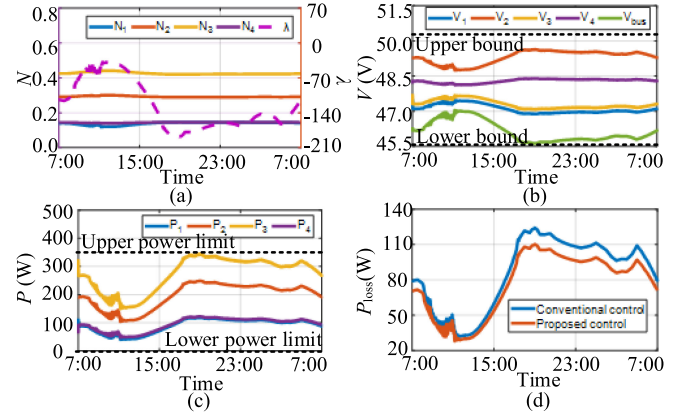 0.8
0.6
0.4
0.2
0.0
N
N₁ N₂ N₃ N₄ λ
70
0
-70
-140
-210
λ
7:00 15:00 23:00 7:00
Time
(a)
51.5
50.0
48.5
47.0
45.5
V (V)
V₁ V₂ V₃ V₄ V_bus
Upper bound
Lower bound
7:00 15:00 23:00 7:00
Time
(b)
500
400
300
200
100
0
P (W)
P₁ P₂ P₃ P₄
Upper power limit
Lower power limit
7:00 15:00 23:00 7:00
Time
(c)
140
110
80
50
20
P_loss(W)
Conventional control
Proposed control
7:00 15:00 23:00 7:00
Time
(d)